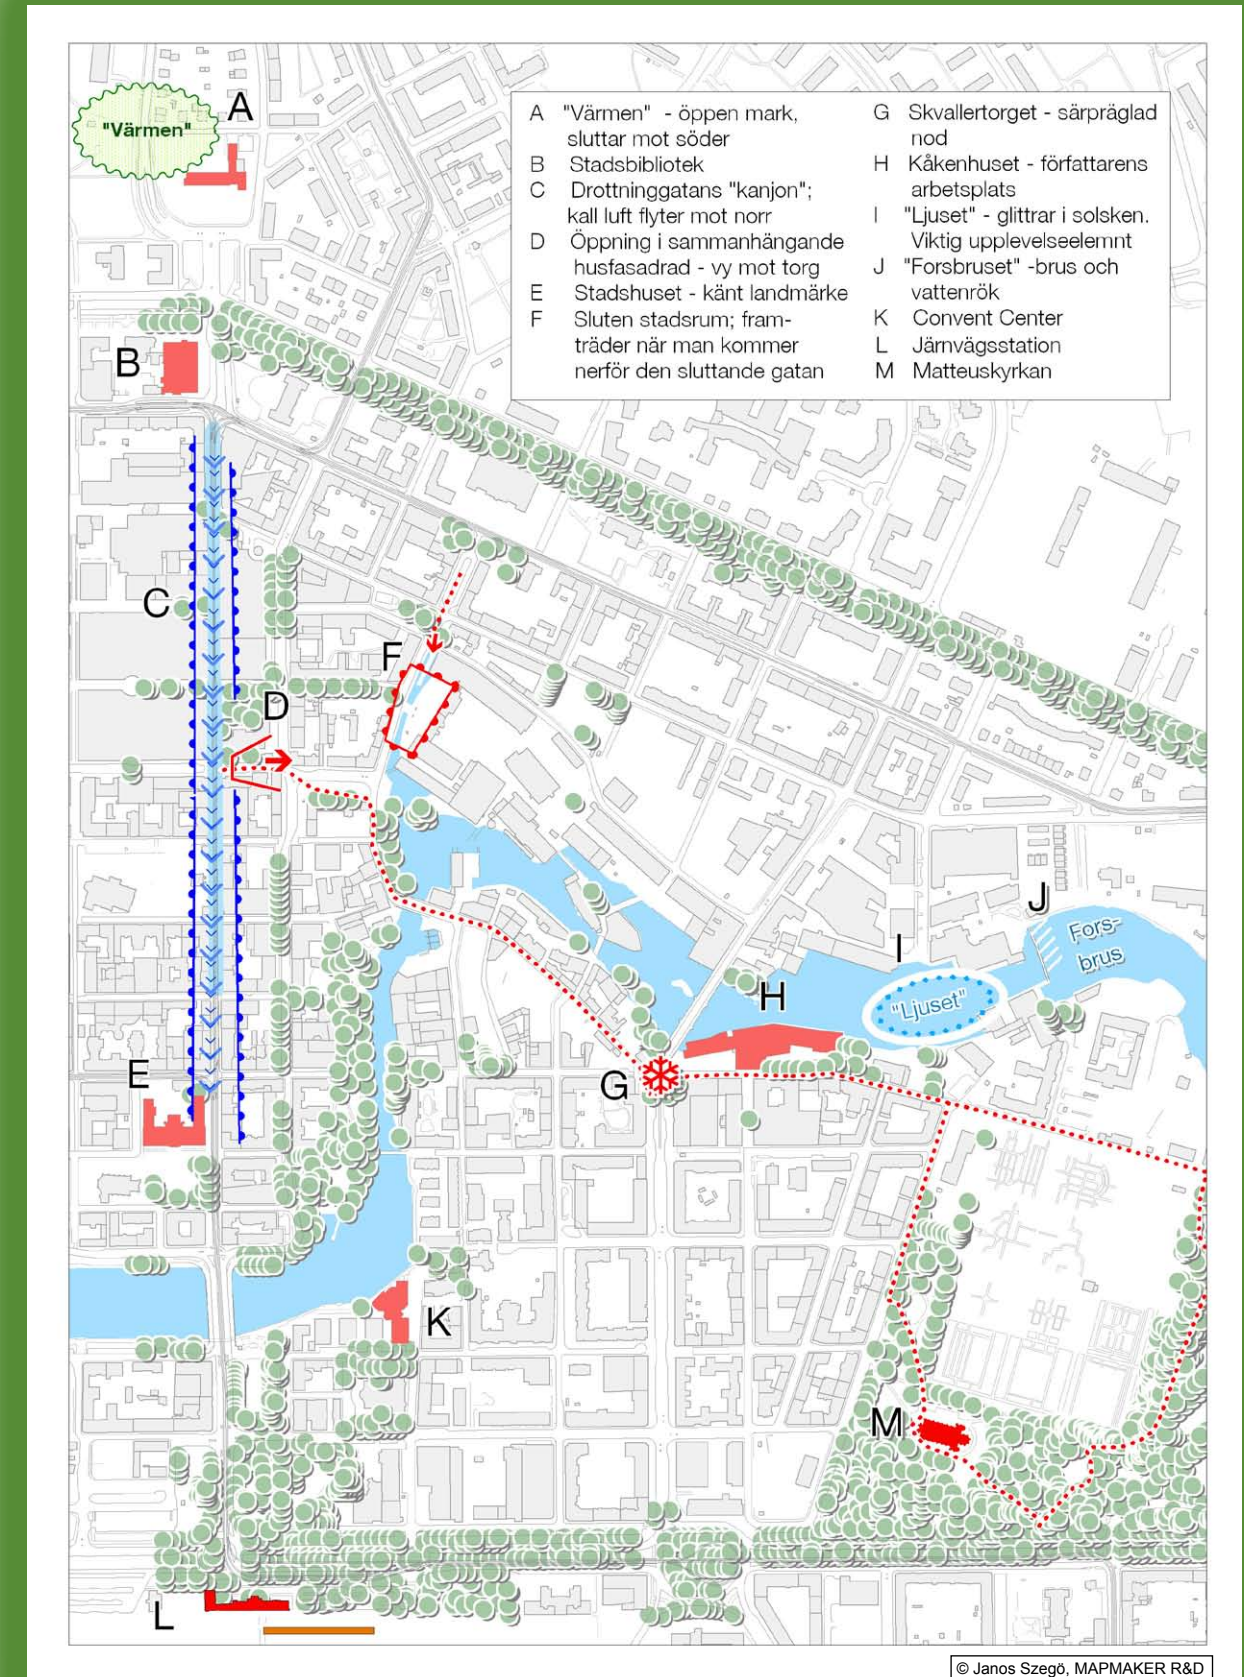 "Värmen"
A
A "Värmen" - öppen mark,
sluttar mot söder
B Stadsbibliotek
C Drottninggatans "kanjon";
kall luft flyter mot norr
D Öppning i sammanhängande
husfasadrad - vy mot torg
E Stadshuset - känt landmärke
F Sluten stadsrum; fram-
träder när man kommer
nerför den sluttande gatan
G Skvallertorget - särpräglad
nod
H Kåkenhuset - författarens
arbetsplats
I "Ljuset" - glittrar i solsken.
Viktig upplevelseelemnt
J "Forsbruset" -brus och
vattenrök
K Convent Center
L Järnvägsstation
M Matteuskyrkan
B
C
F
D
J
I
Fors-
brus
H
"Ljuset"
E
G
K
M
L
© Janos Szegö, MAPMAKER R&D